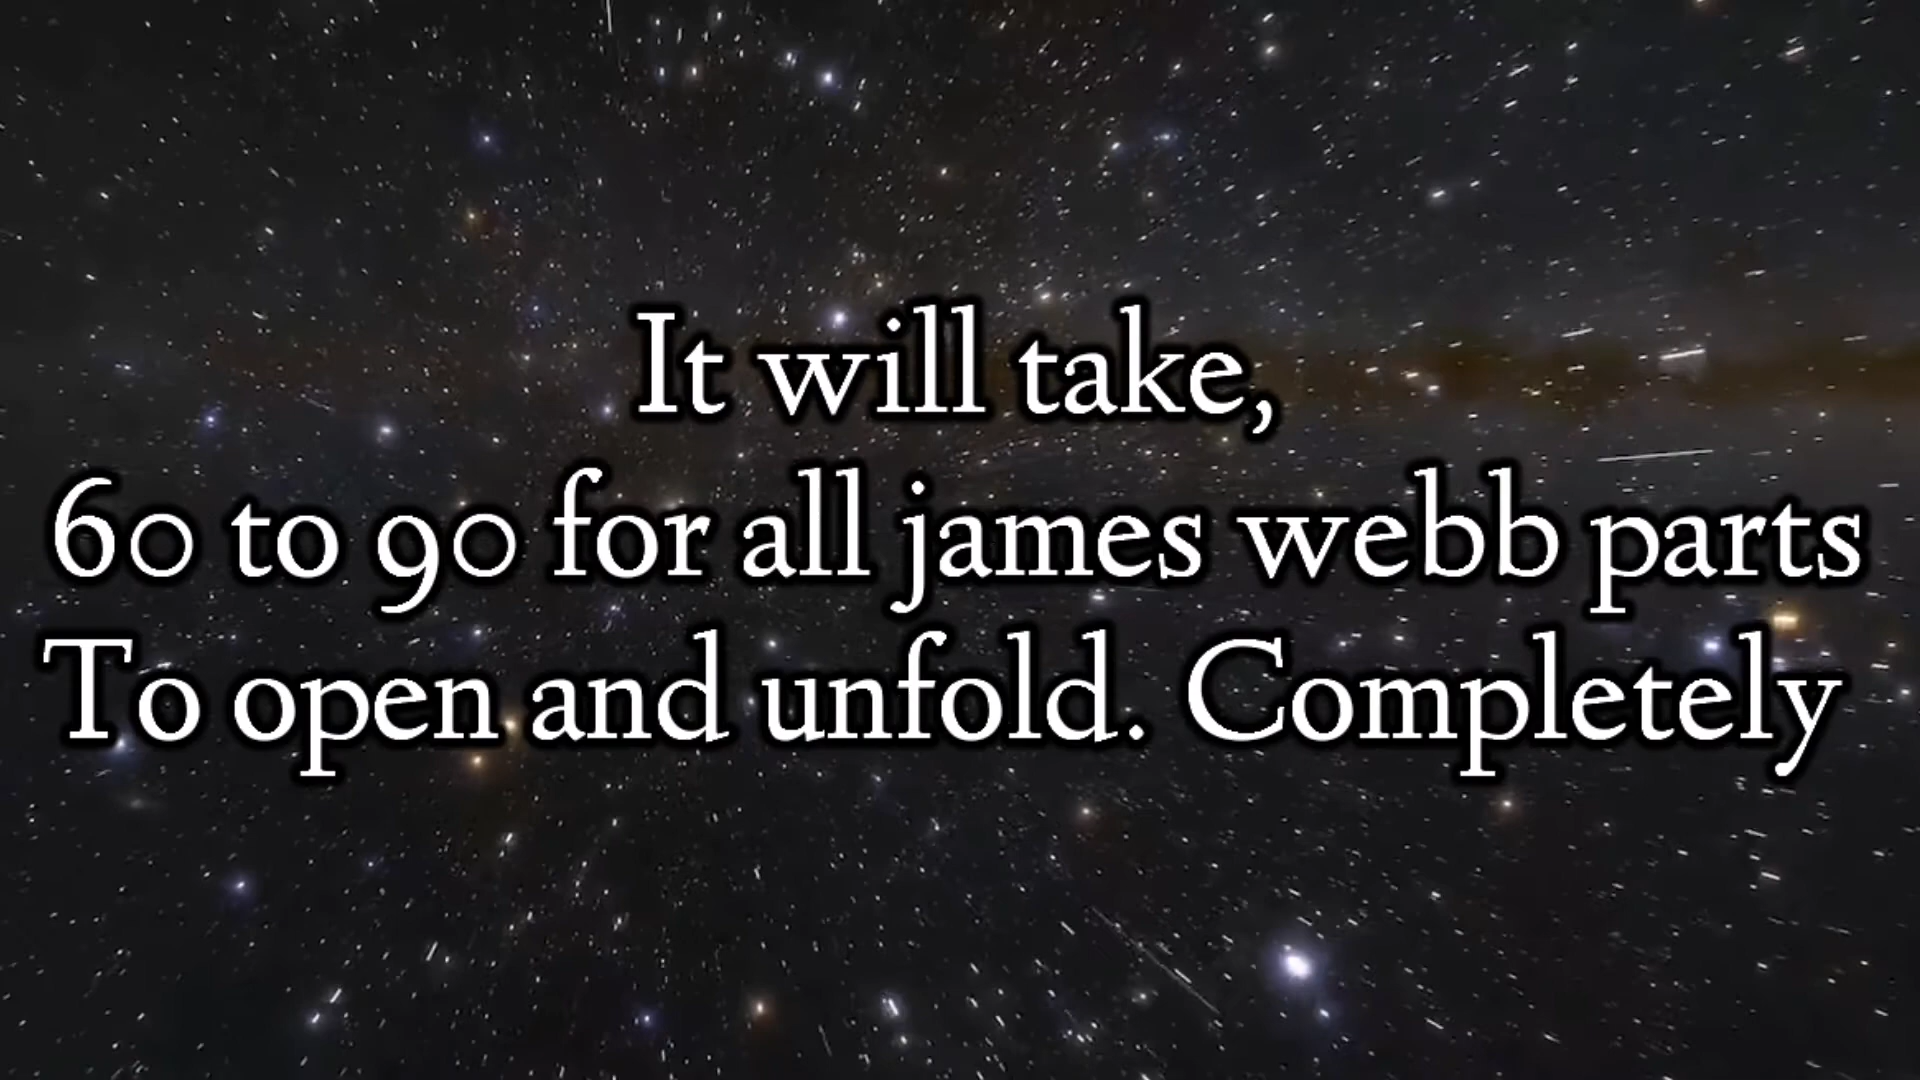 It will take,
60 to 90 for all james webb parts
To open and unfold. Completely